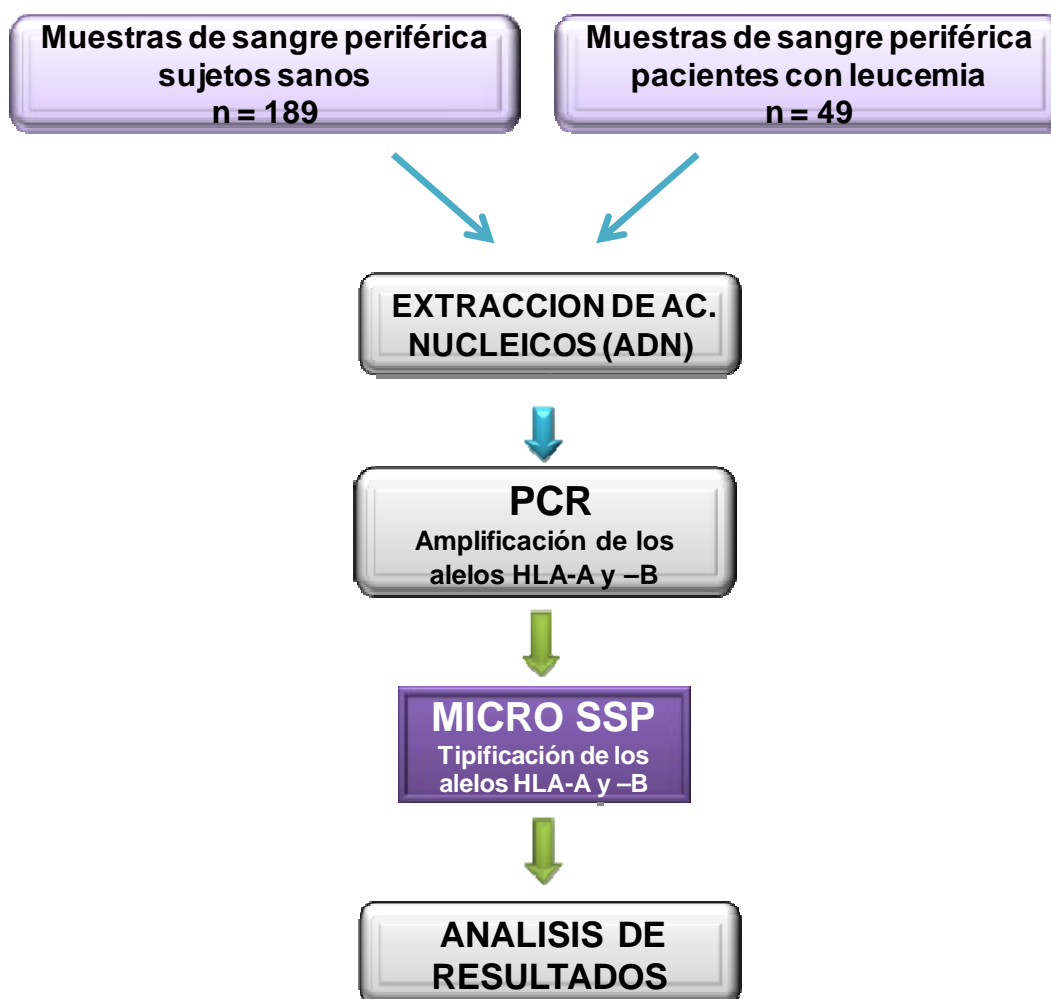 Muestras de sangre periférica
sujetos sanos
n = 189
Muestras de sangre periférica
pacientes con leucemia
n = 49
EXTRACCION DE AC.
NUCLEICOS (ADN)
PCR
Amplificación de los
alelos HLA-A y –B
MICRO SSP
Tipificación de los
alelos HLA-A y –B
ANALISIS DE
RESULTADOS